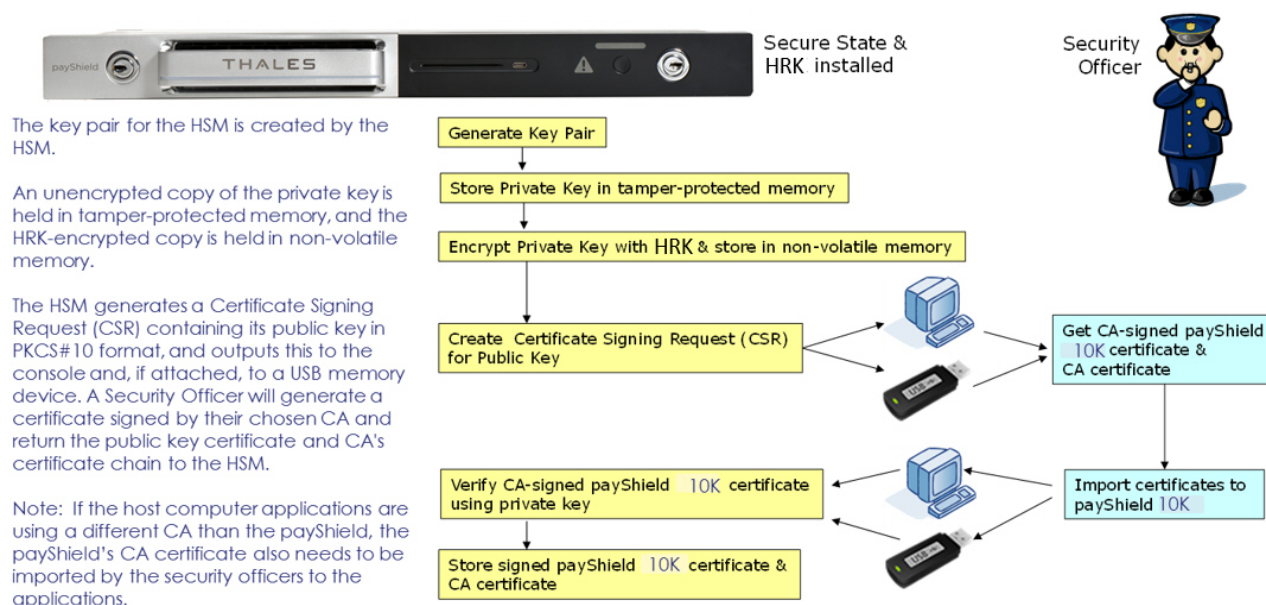 payShield
THALES
Secure State &
HRK installed
Security
Officer
The key pair for the HSM is created by the
HSM.
An unencrypted copy of the private key is
held in tamper-protected memory, and the
HRK-encrypted copy is held in non-volatile
memory.
The HSM generates a Certificate Signing
Request (CSR) containing its public key in
PKCS#10 format, and outputs this to the
console and, if attached, to a USB memory
device. A Security Officer will generate a
certificate signed by their chosen CA and
return the public key certificate and CA's
certificate chain to the HSM.
Note: If the host computer applications are
using a different CA than the payShield, the
payShield's CA certificate also needs to be
imported by the security officers to the
applications.
Generate Key Pair
Store Private Key in tamper-protected memory
Encrypt Private Key with HRK & store in non-volatile memory
Create Certificate Signing Request (CSR)
for Public Key
USB
Get CA-signed payShield
10K certificate &
CA certificate
Import certificates to
payShield 10K
USB
Verify CA-signed payShield 10K certificate
using private key
Store signed payShield 10K certificate &
CA certificate